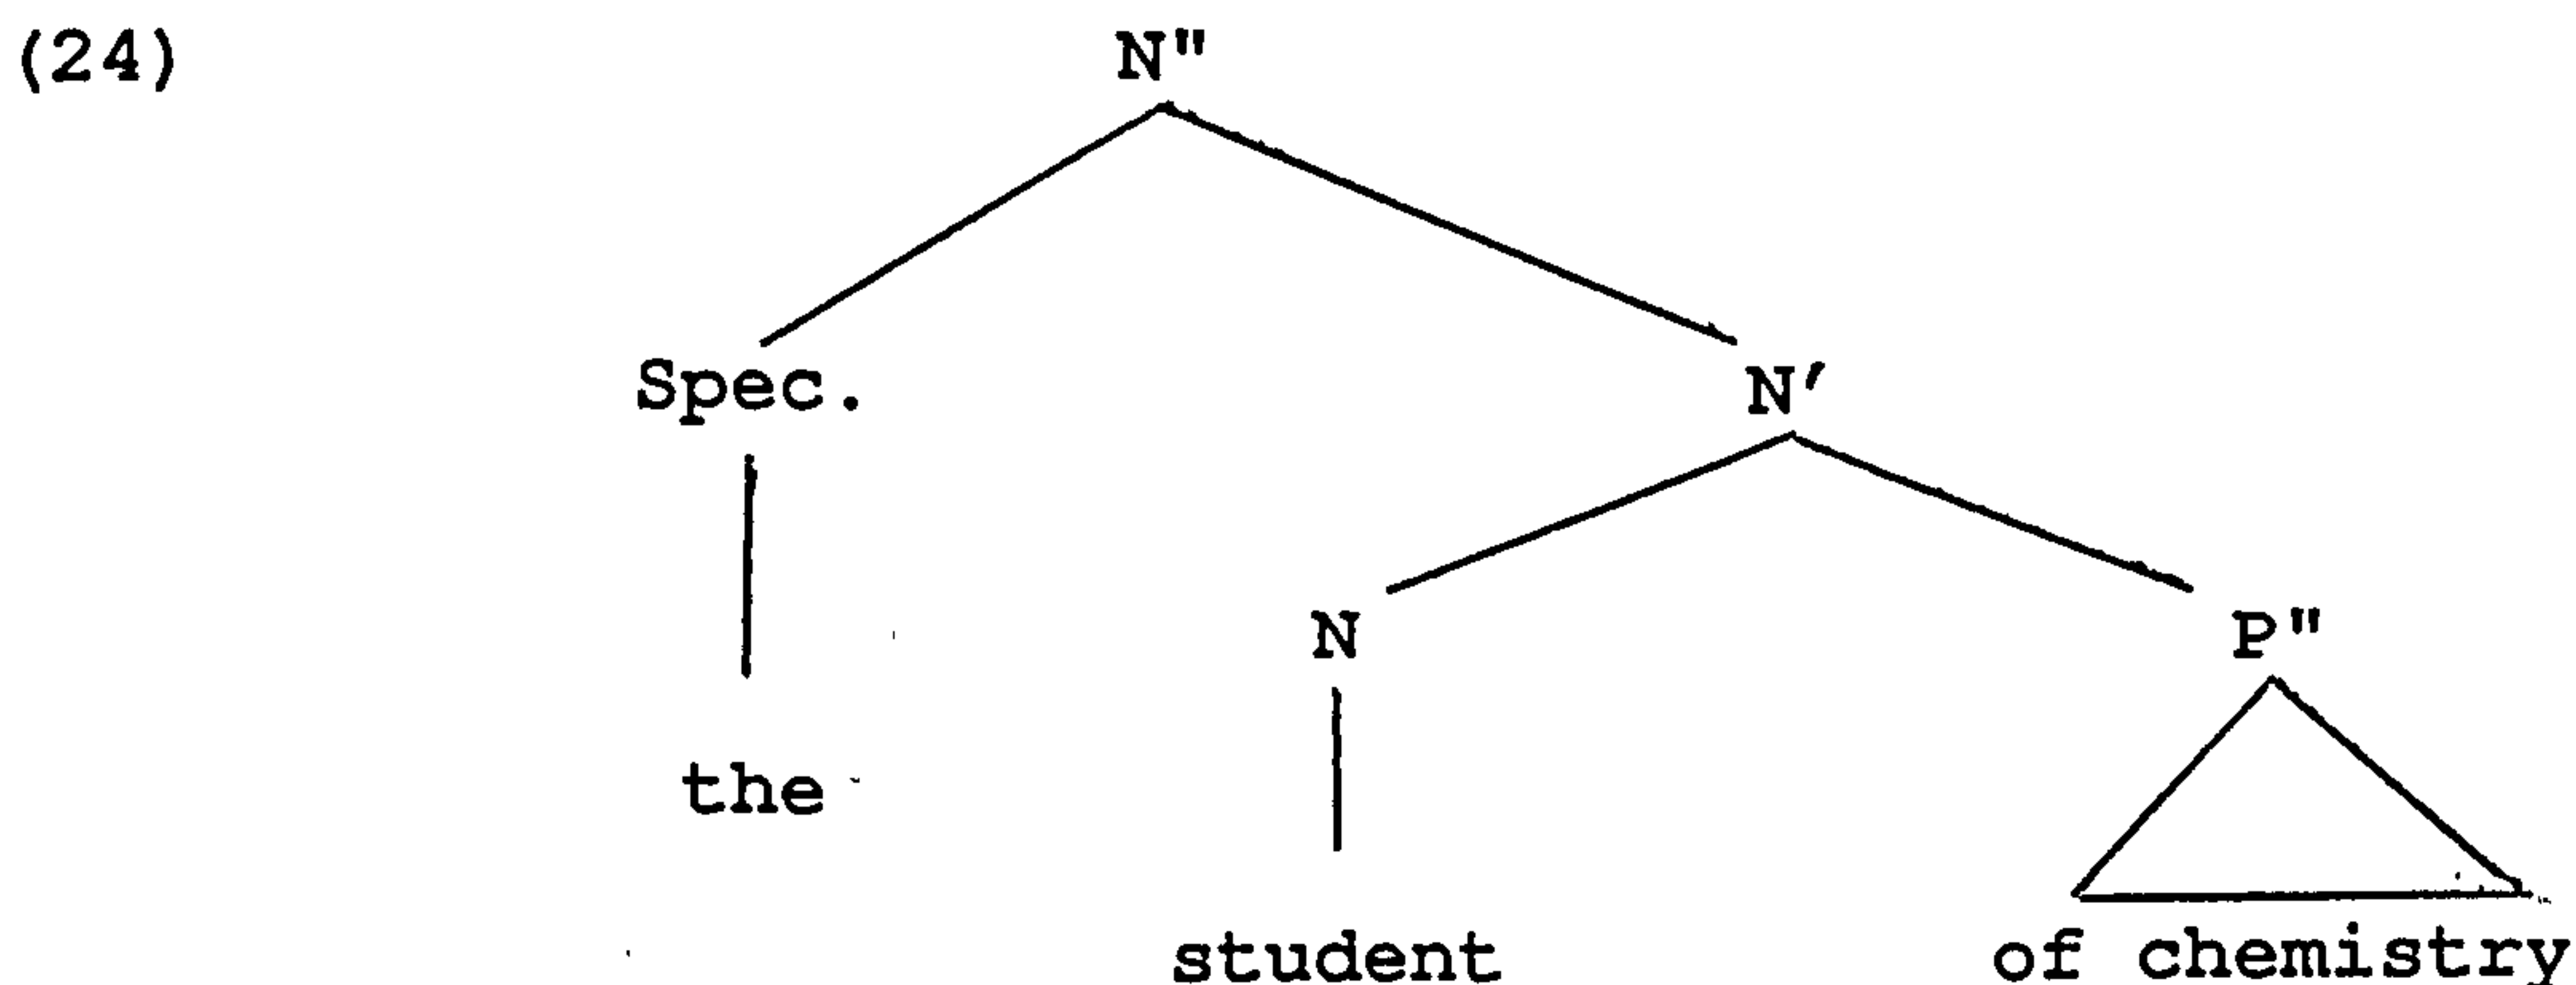 (24)
N"
Spec. N'
N P"
the
student of chemistry